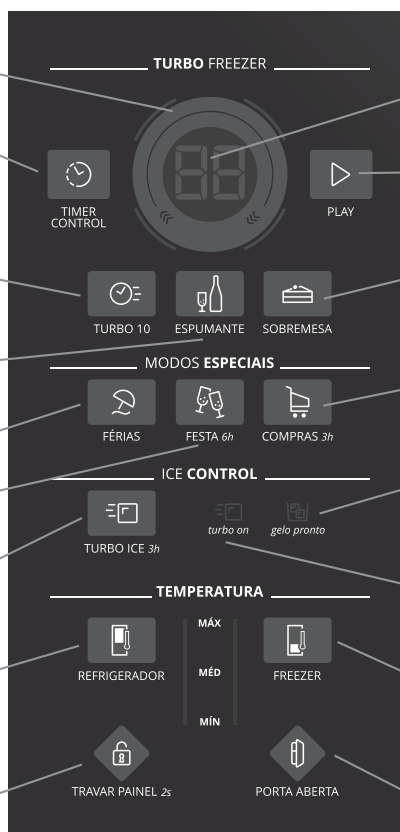 TURBO FREEZER
88
TIMER
CONTROL
PLAY
TURBO 10
ESPUMANTE
SOBREMESA
MODOS ESPECIAIS
FÉRIAS
FESTA 6h
COMPRAS 3h
ICE CONTROL
TURBO ICE 3h
turbo on
gelo pronto
TEMPERATURA
MÁX
REFRIGERADOR
MÉD
FREEZER
MÍN
TRAVAR PAINEL 2s
PORTA ABERTA